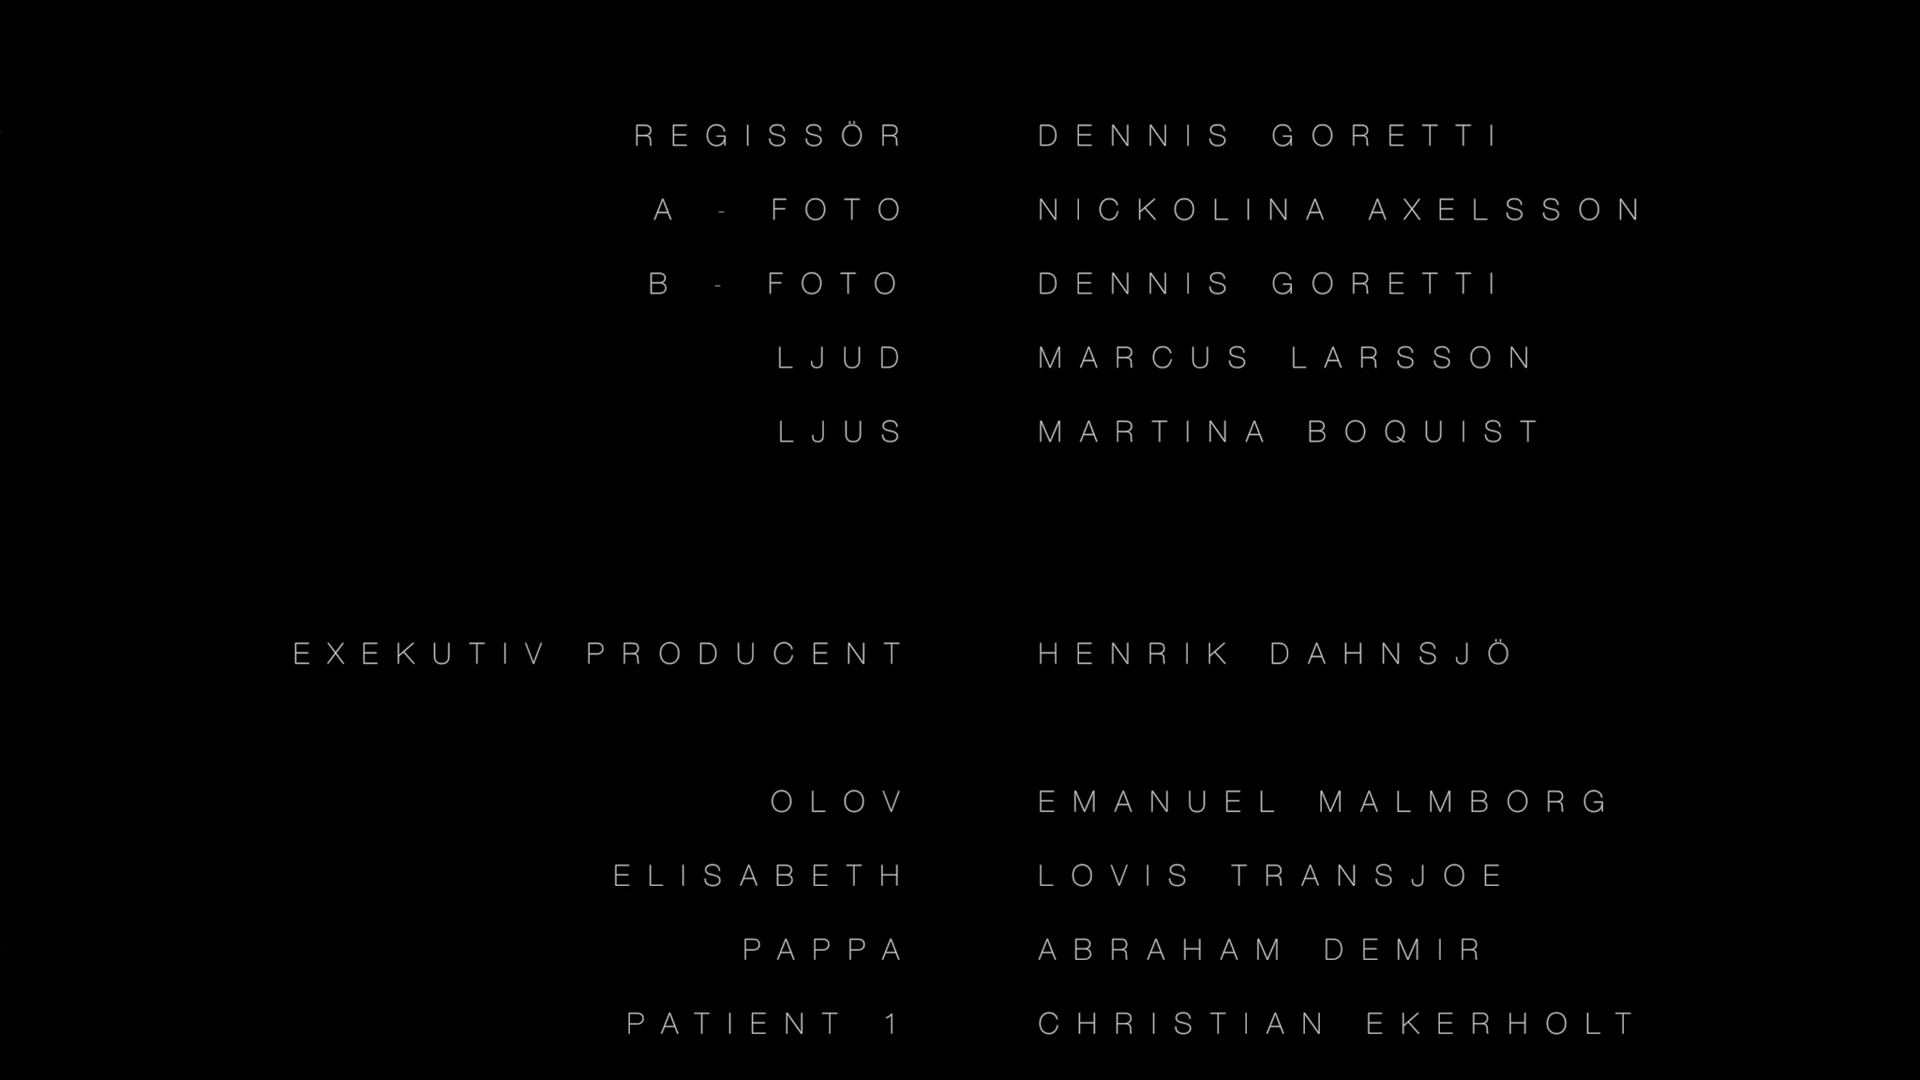 REGISSÖR DENNIS GORETTI
A - FOTO NICKOLINA AXELSSON
B - FOTO DENNIS GORETTI
LJUD MARCUS LARSSON
LJUS MARTINA BOQUIST
EXEKUTIV PRODUCENT HENRIK DAHNSJÖ
OLOV EMANUEL MALMBORG
ELISABETH LOVIS TRANSJOE
PAPPA ABRAHAM DEMIR
PATIENT 1 CHRISTIAN EKERHOLT